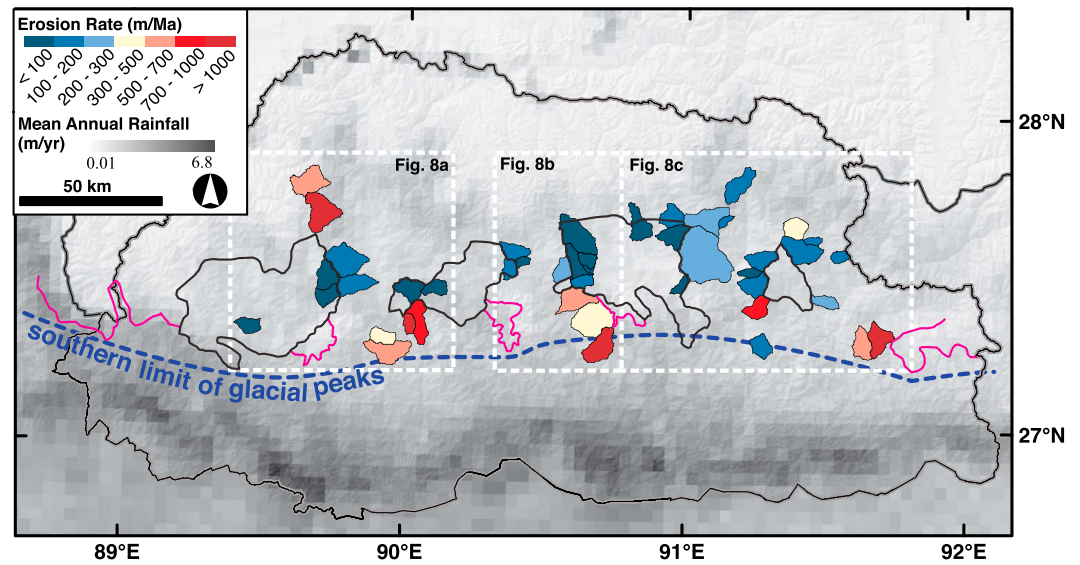 Erosion Rate (m/Ma)
< 100
100 - 200
200 - 300
300 - 500
500 - 700
700 - 1000
> 1000
Mean Annual Rainfall
(m/yr)
0.01 6.8
50 km
Fig. 8a
Fig. 8b
Fig. 8c
28°N
southern limit of glacial peaks
27°N
89°E 90°E 91°E 92°E